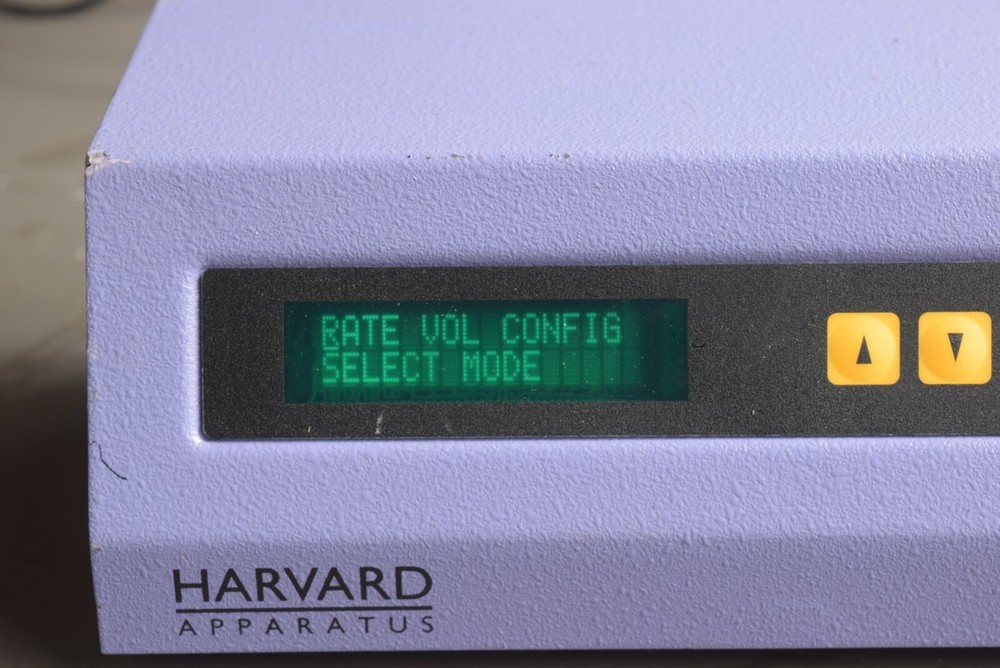 RATE VOL CONFIG
SELECT MODE
HARVARD
APPARATUS